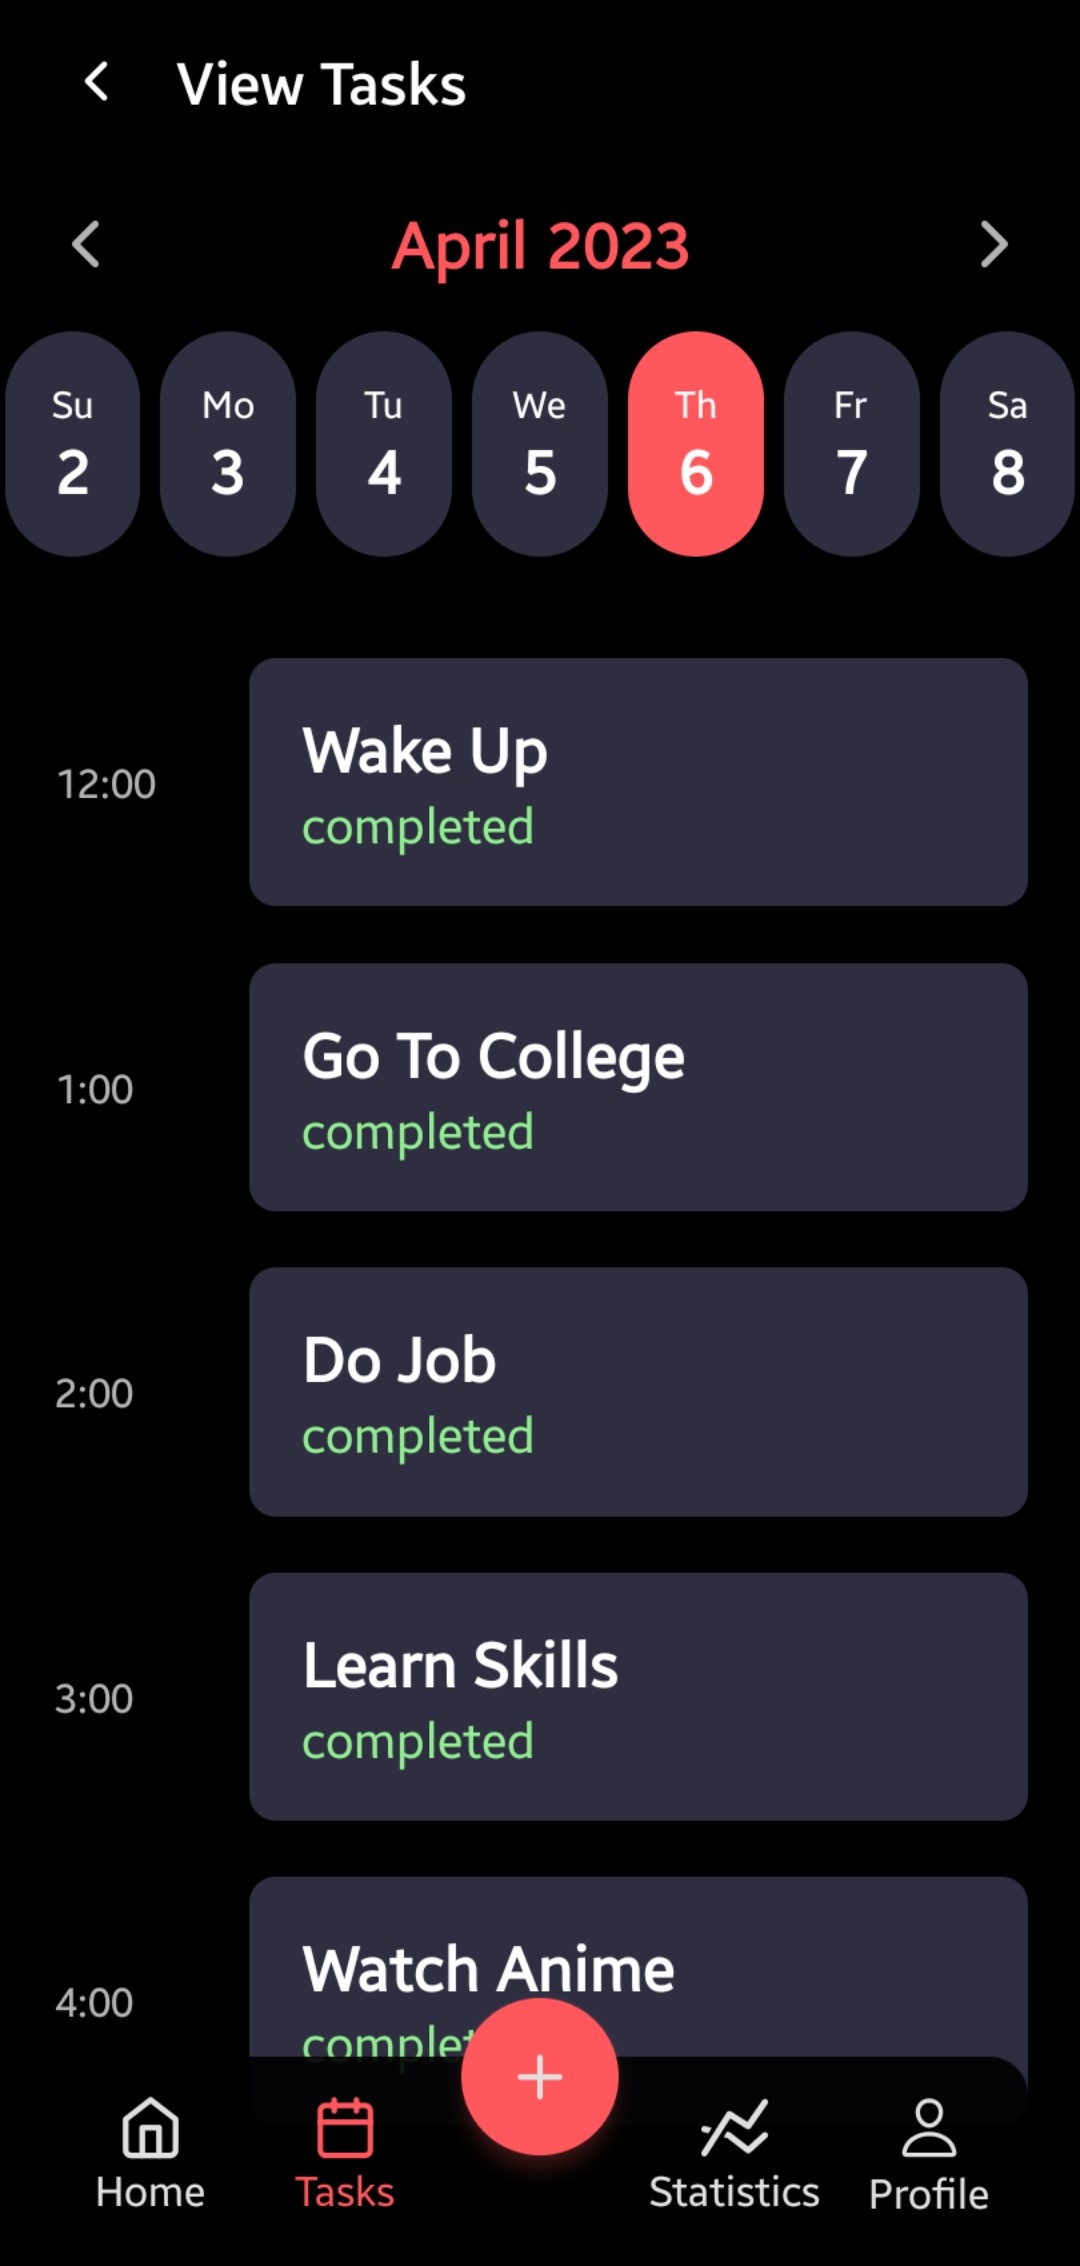 View Tasks
April 2023
Su Mo Tu We Th Fr Sa
2 3 4 5 6 7 8
12:00
Wake Up
completed
1:00
Go To College
completed
2:00
Do Job
completed
3:00
Learn Skills
completed
4:00
Watch Anime
Home Tasks Statistics Profile